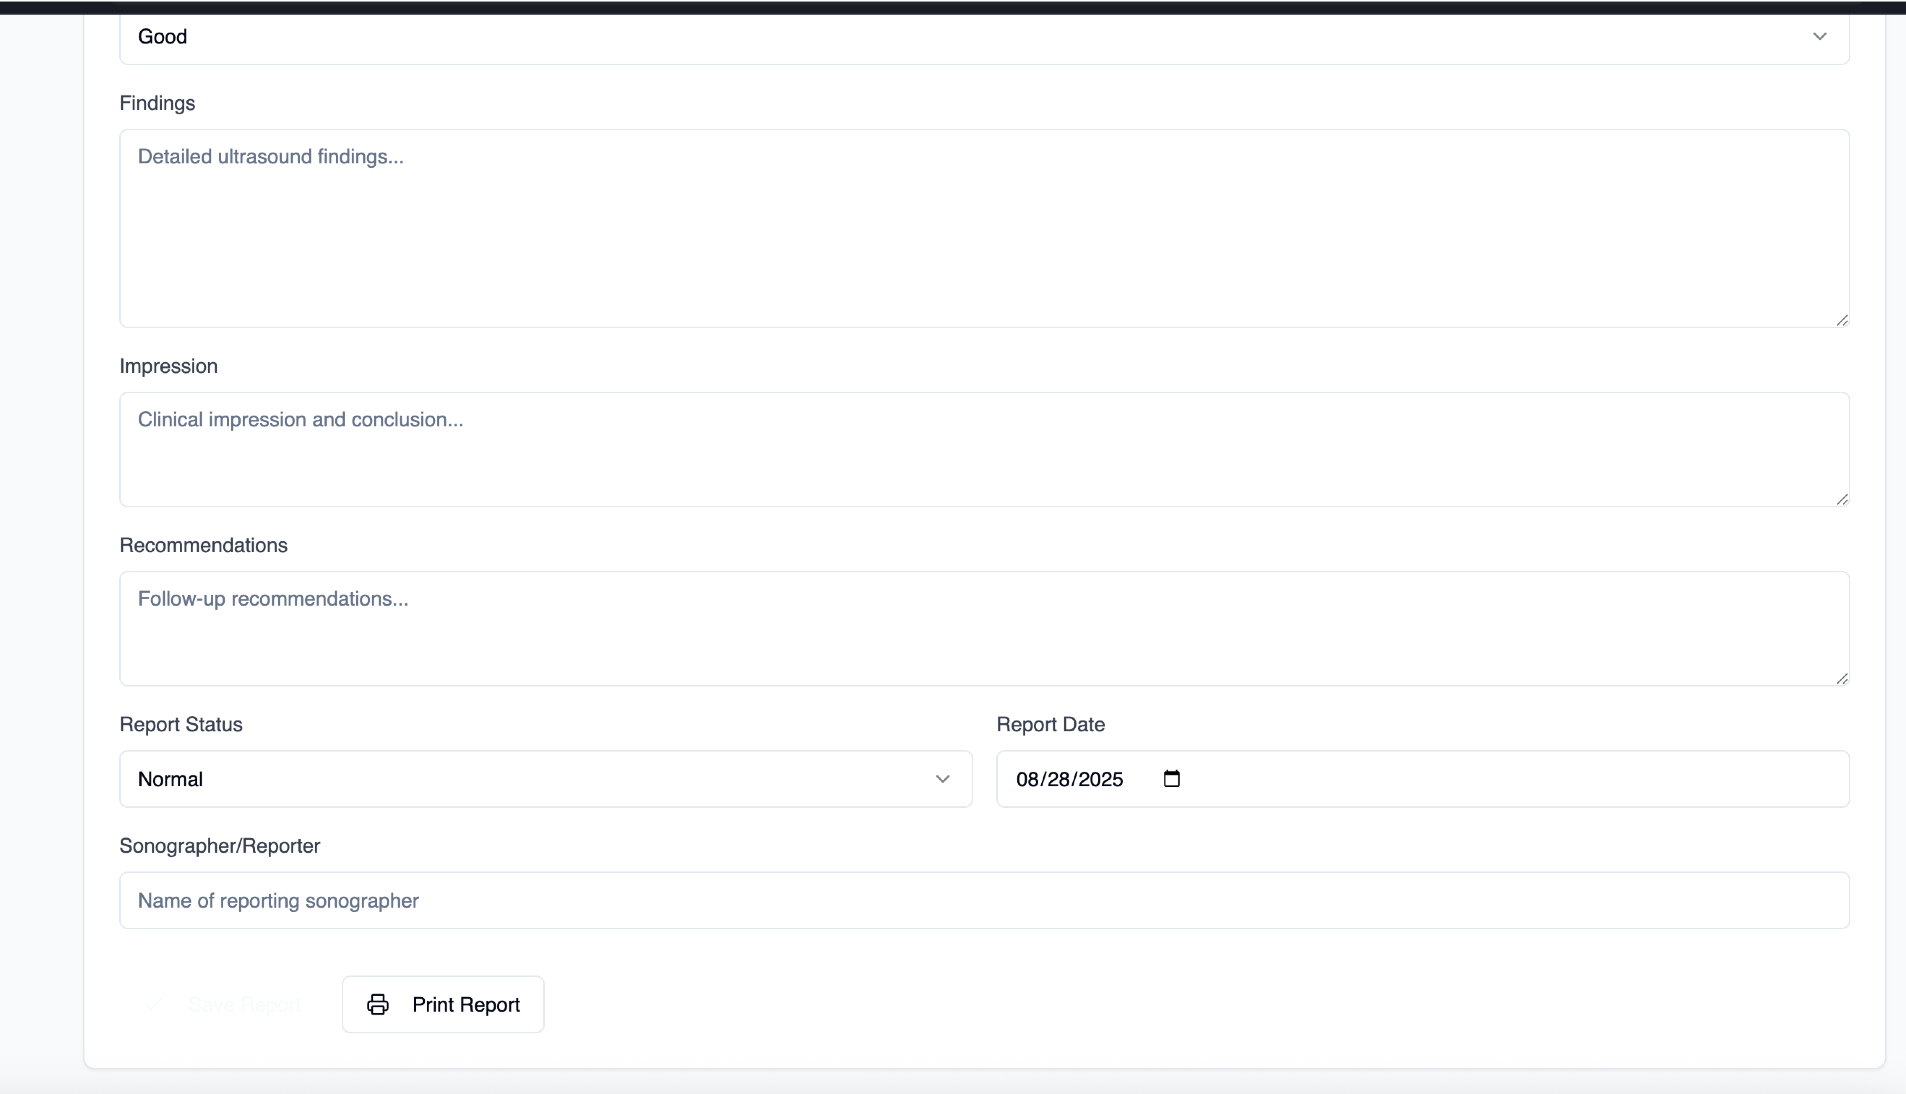 Good
Findings
Detailed ultrasound findings...
Impression
Clinical impression and conclusion...
Recommendations
Follow-up recommendations...
Report Status
Report Date
Normal
08/28/2025
Sonographer/Reporter
Name of reporting sonographer
Save Report
Print Report